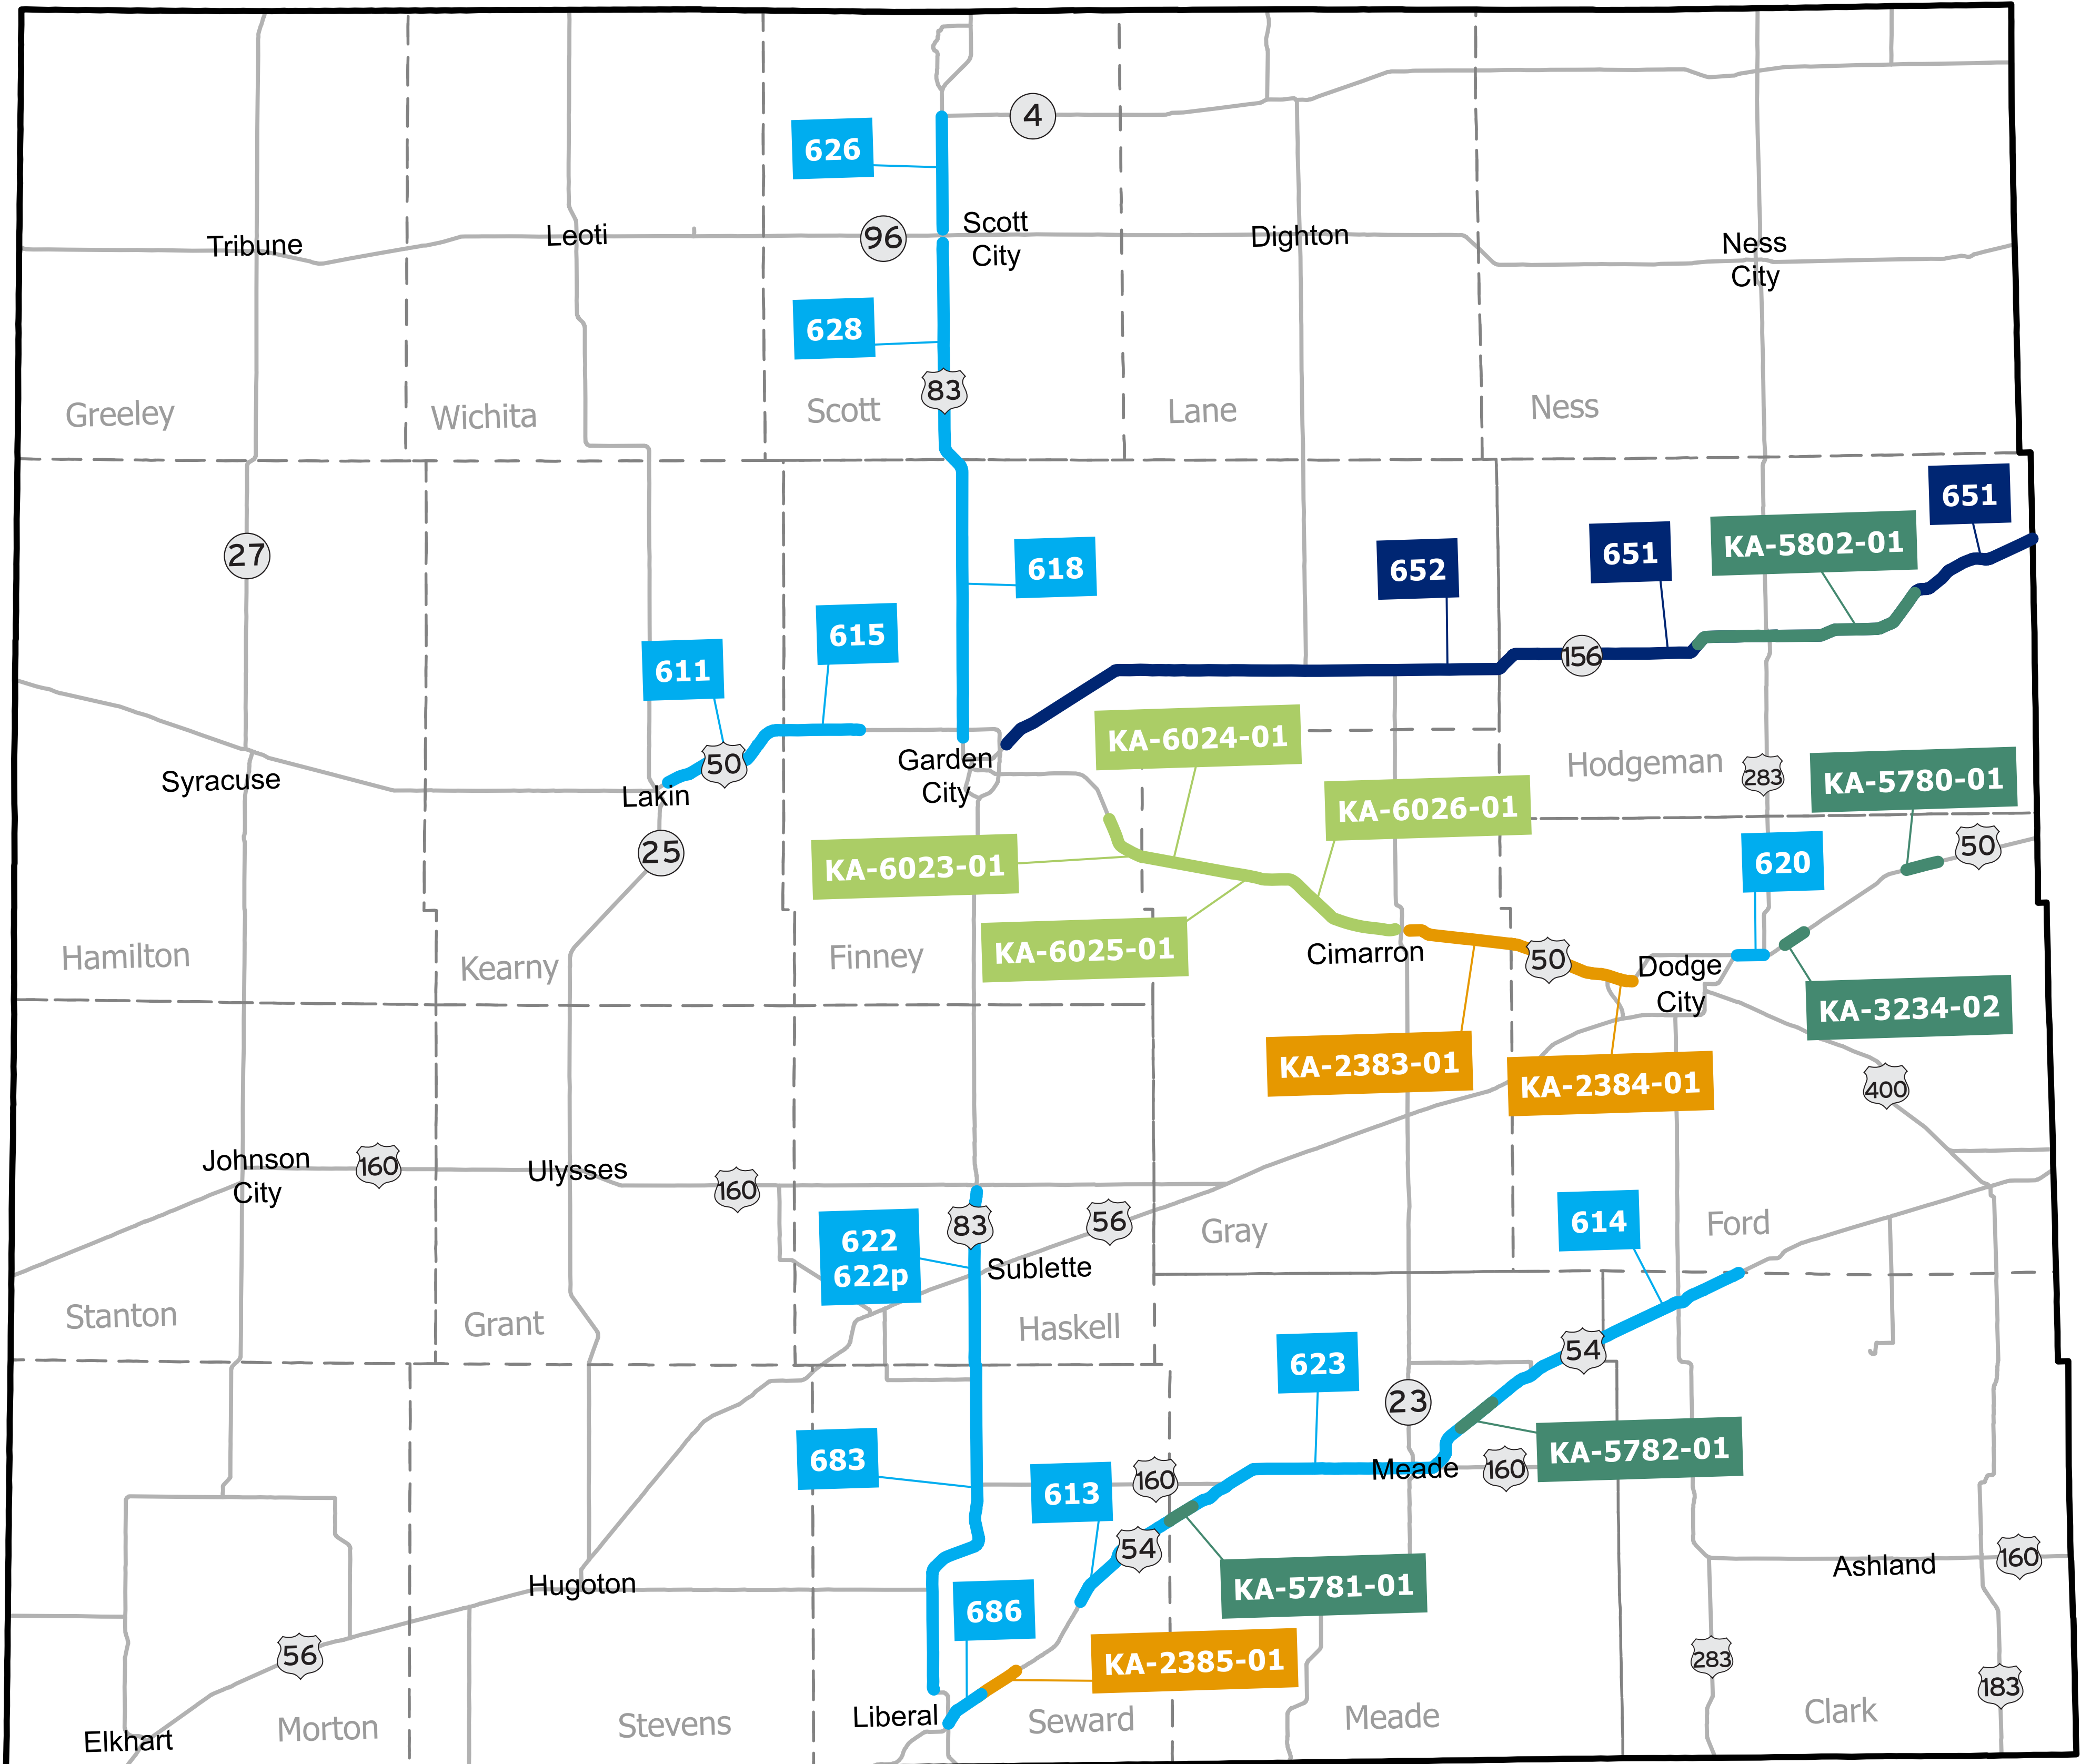 4
626
Scott
City
96
Tribune
Leoti
Dighton
Ness
City
628
83
Greeley
Wichita
Scott
Lane
Ness
651
27
618
652
651
KA-5802-01
615
611
156
50
Lakin
Garden
City
KA-6024-01
Hodgeman
283
KA-5780-01
Syracuse
KA-6026-01
25
KA-6023-01
620
50
KA-6025-01
Hamilton
Kearny
Finney
Cimarron
50
Dodge
City
KA-3234-02
KA-2383-01
KA-2384-01
400
Johnson
City
160
Ulysses
160
83
56
Gray
614
Ford
622
622p
Sublette
Stanton
Grant
Haskell
623
54
23
683
613
160
Meade
160
KA-5782-01
54
KA-5781-01
Ashland
160
Hugoton
686
56
KA-2385-01
283
183
Elkhart
Morton
Stevens
Liberal
Seward
Meade
Clark